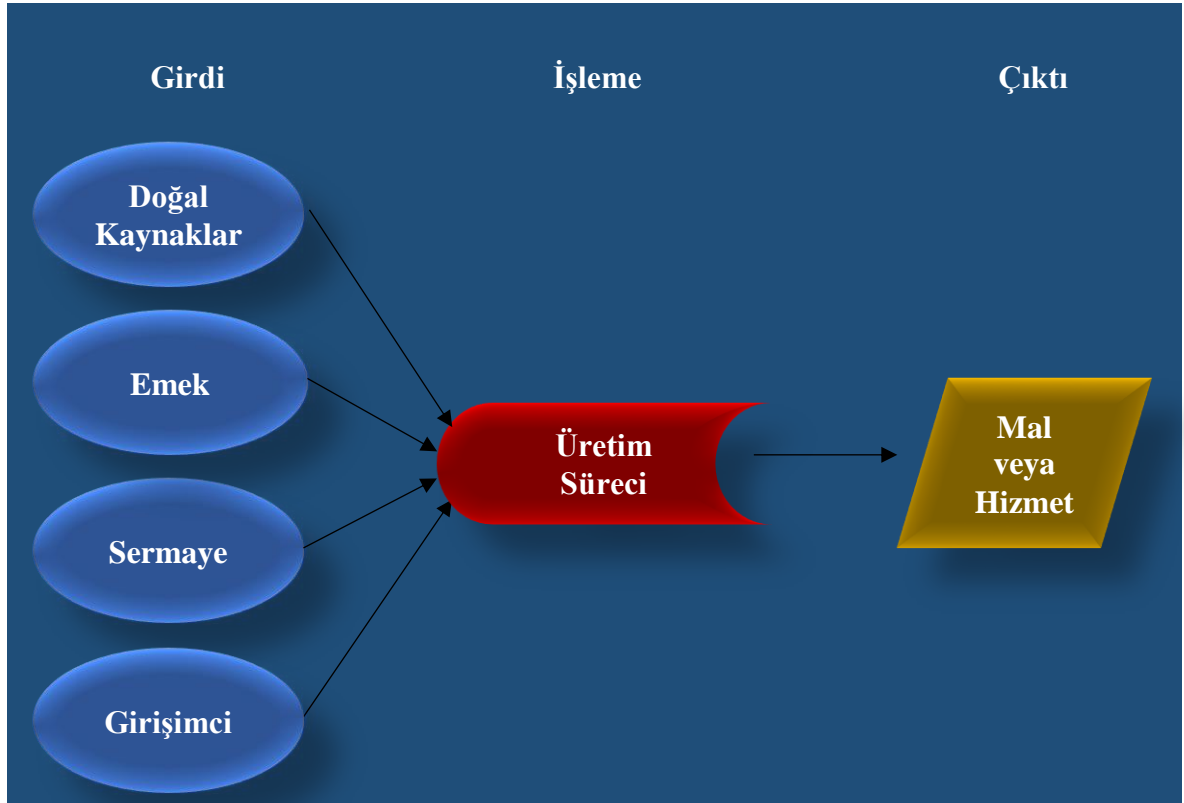 Girdi
İşleme
Çıktı
Doğal
Kaynaklar
Emek
Sermaye
Girişimci
Üretim
Süreci
Mal
veya
Hizmet